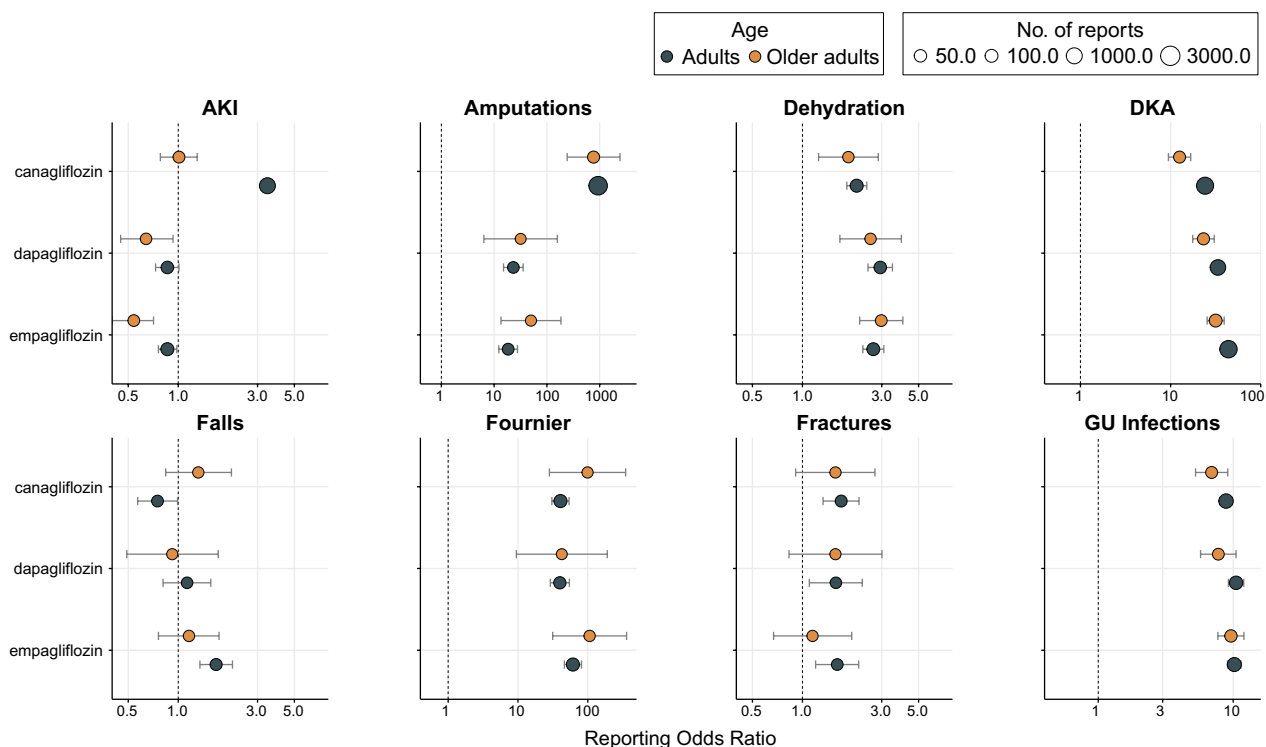 Age
Adults Older adults
No. of reports
50.0 100.0 1000.0 3000.0
AKI Amputations Dehydration DKA
canagliflozin
dapagliflozin
empagliflozin
0.5 1.0 3.0 5.0 1 10 100 1000 1.0 3.0 5.0 1 10 100
Falls Fournier Fractures GU Infections
canagliflozin
dapagliflozin
empagliflozin
0.5 1.0 3.0 5.0 1 10 100 0.5 1.0 3.0 5.0 1 3 10
Reporting Odds Ratio